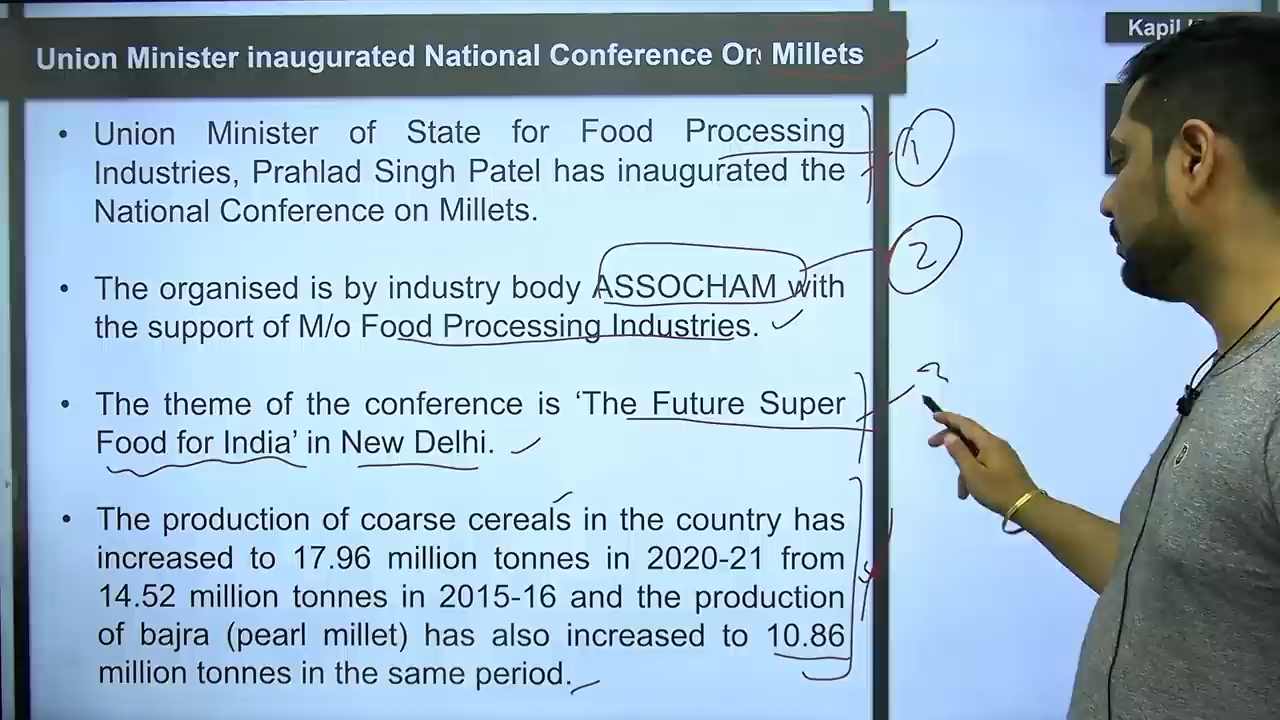 Union Minister inaugurated National Conference On Millets
Kapil
• Union Minister of State for Food Processing
Industries, Prahlad Singh Patel has inaugurated the
National Conference on Millets.
1
• The organised is by industry body ASSOCHAM with
the support of M/o Food Processing Industries.
2
• The theme of the conference is ‘The Future Super
Food for India’ in New Delhi.
• The production of coarse cereals in the country has
increased to 17.96 million tonnes in 2020-21 from
14.52 million tonnes in 2015-16 and the production
of bajra (pearl millet) has also increased to 10.86
million tonnes in the same period.